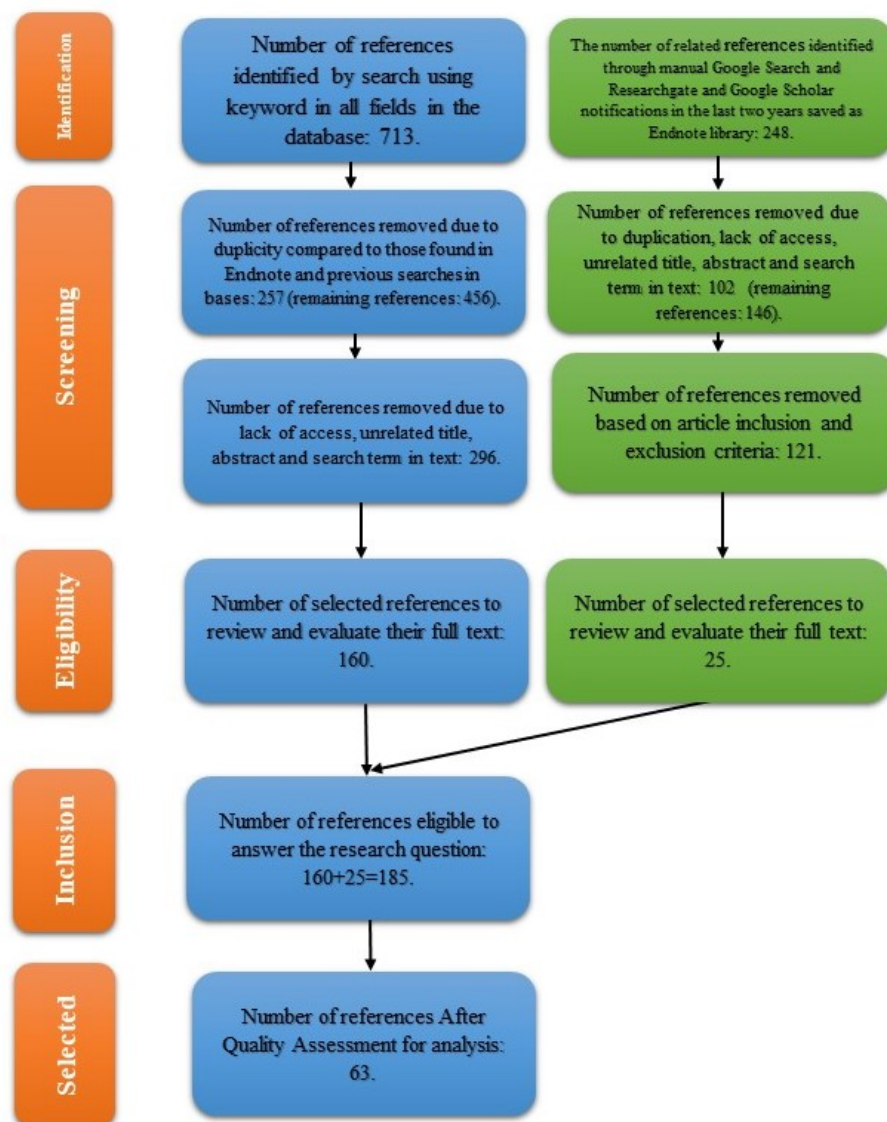 Identification
Number of references
identified by search using
keyword in all fields in the
database: 713.
The number of related references identified
through manual Google Search and
Researchgate and Google Scholar
notifications in the last two years saved as
Endnote library: 248.
Screening
Number of references removed due to
duplicity compared to those found in
Endnote and previous searches in
bases: 257 (remaining references: 456).
Number of references removed due
to duplication, lack of access,
unrelated title, abstract and search
term in text: 102 (remaining
references: 146).
Number of references removed due to
lack of access, unrelated title,
abstract and search term in text: 296.
Number of references removed
based on article inclusion and
exclusion criteria: 121.
Eligibility
Number of selected references to
review and evaluate their full text:
160.
Number of selected references to
review and evaluate their full text:
25.
Inclusion
Number of references eligible to
answer the research question:
160+25=185.
Selected
Number of references After
Quality Assessment for analysis:
63.